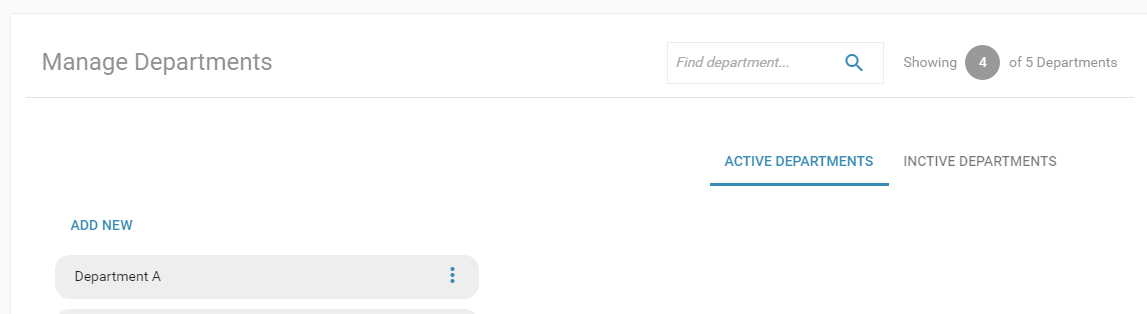 Manage Departments
Find department...
Showing 4 of 5 Departments
ACTIVE DEPARTMENTS
INCTIVE DEPARTMENTS
ADD NEW
Department A